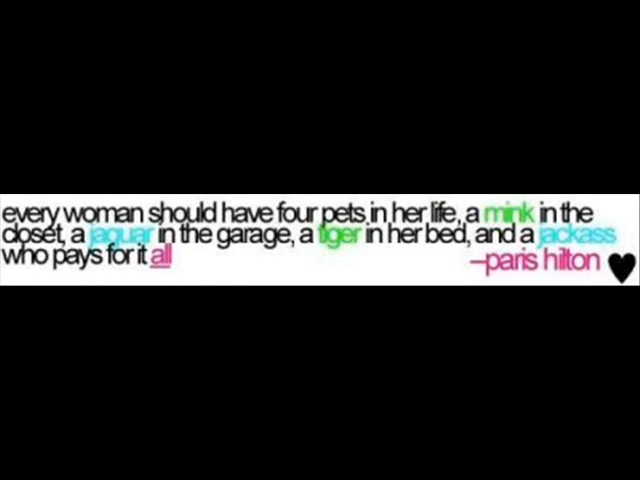 every woman should have four pets in her life, a mink in the
closet, a jaguar in the garage, a tiger in her bed, and a jackass
who pays for it all
–paris hilton